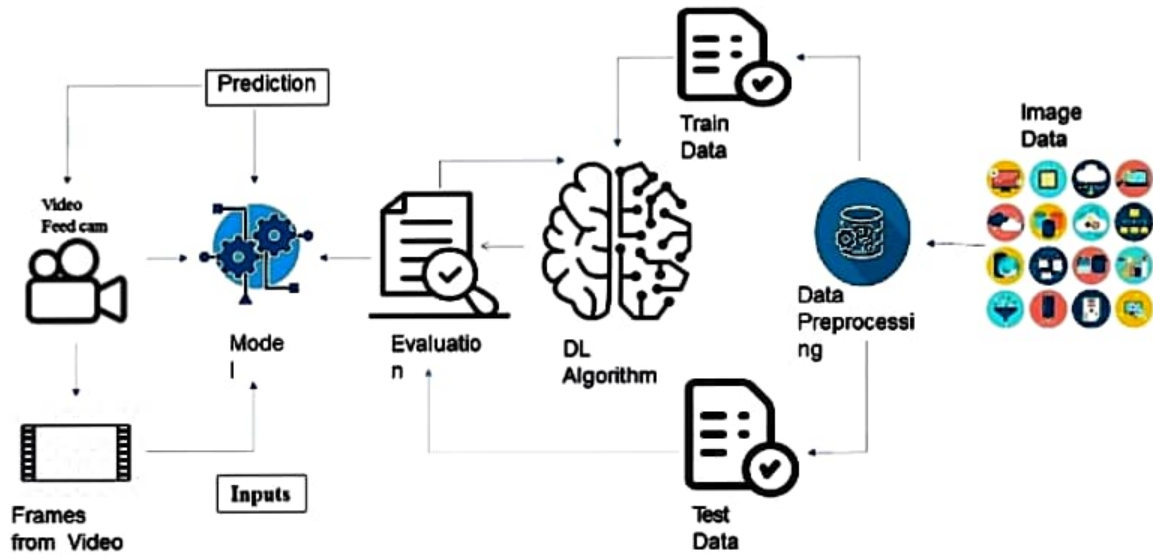 Prediction
Train
Data
Image
Data
Video
Feed cam
Mode
l
Evaluatio
n
DL
Algorithm
Data
Preprocessi
ng
Frames
from Video
Inputs
Test
Data